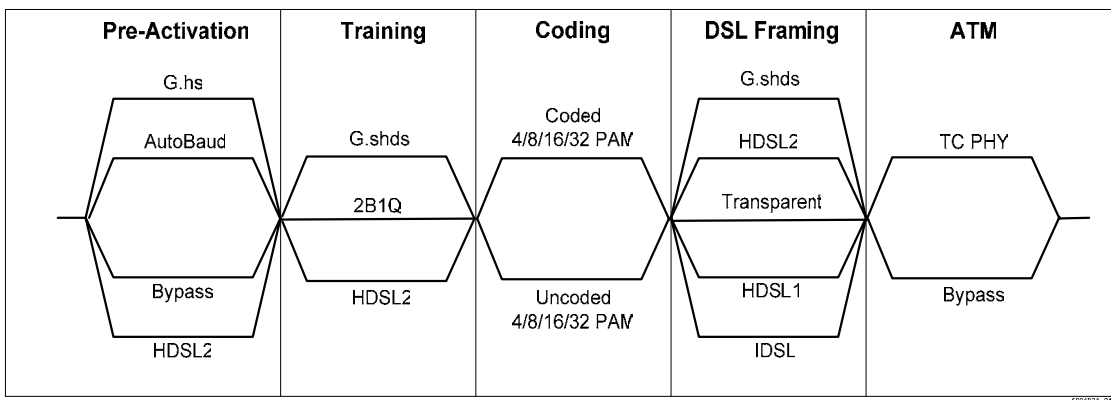 Pre-Activation
Training
Coding
DSL Framing
ATM
G.hs
AutoBaud
Bypass
HDSL2
G.shds
2B1Q
HDSL2
Coded
4/8/16/32 PAM
Uncoded
4/8/16/32 PAM
G.shds
HDSL2
Transparent
HDSL1
IDSL
TC PHY
Bypass